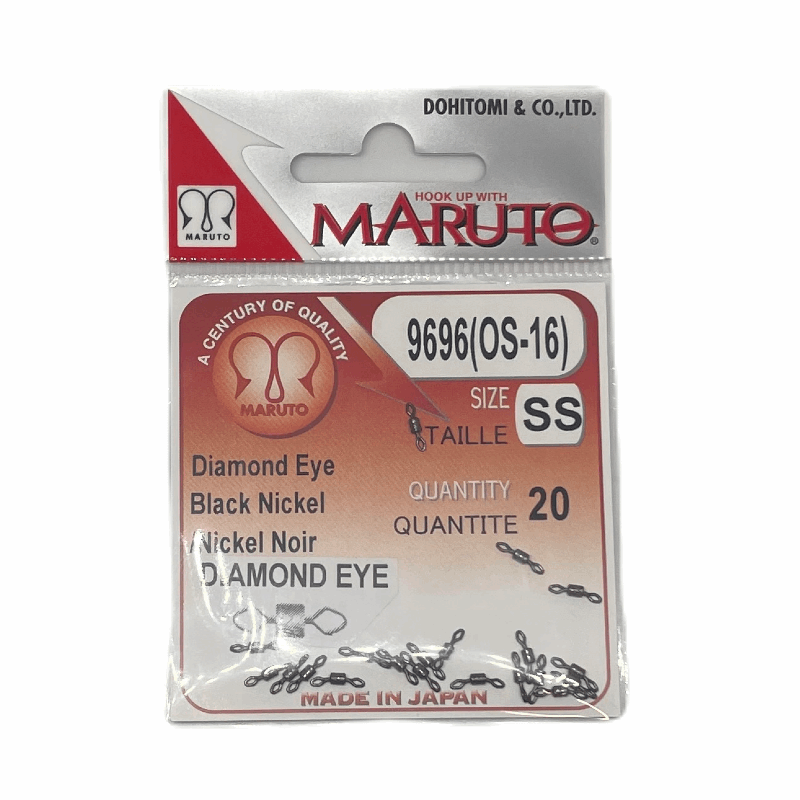 DOHITOMI & CO.,LTD.
HOOK UP WITH
MARUTO®
MARUTO
A CENTURY OF QUALITY
MARUTO
9696(OS-16)
SIZE
TAILLE
SS
Diamond Eye
Black Nickel
Nickel Noir
DIAMOND EYE
QUANTITY
QUANTITE
20
MADE IN JAPAN